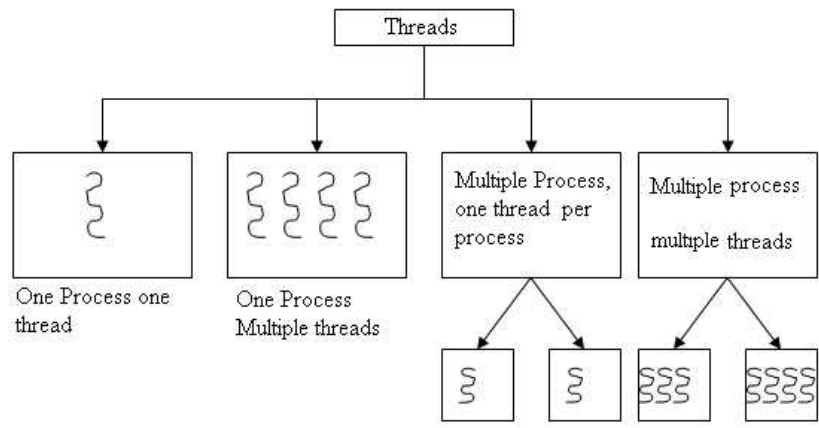 Threads
Multiple Process,
one thread per
process
Multiple process
multiple threads
One Process one
thread
One Process
Multiple threads